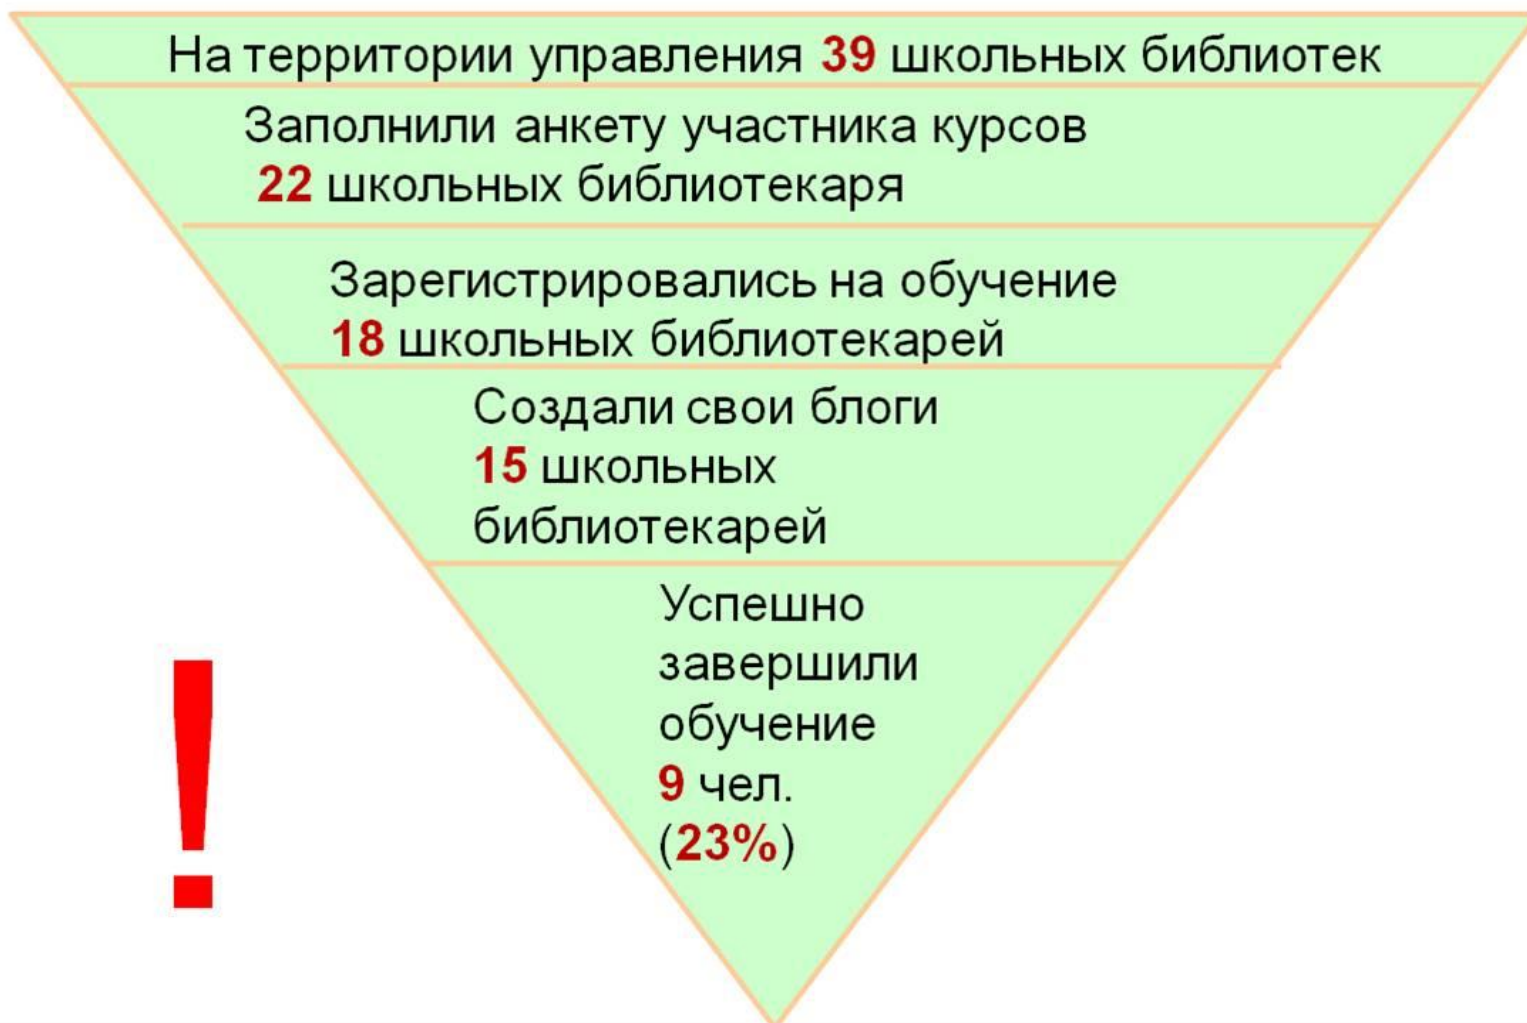 На территории управления 39 школьных библиотек
Заполнили анкету участника курсов
22 школьных библиотекаря
Зарегистрировались на обучение
18 школьных библиотекарей
Создали свои блоги
15 школьных
библиотекарей
Успешно
завершили
обучение
9 чел.
(23%)
!